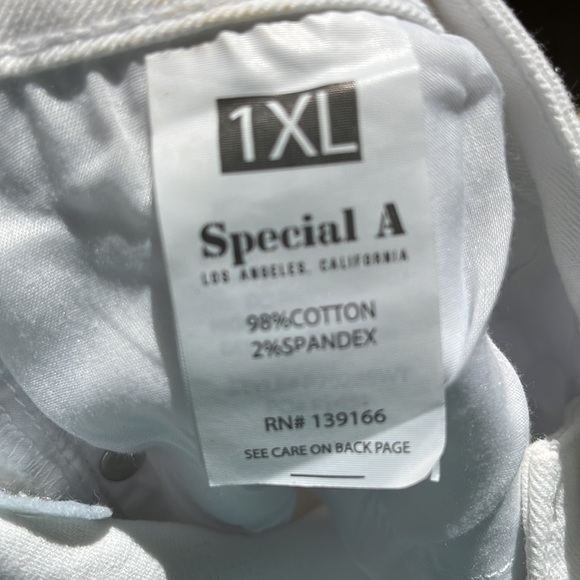 1XL
Special A
LOS ANGELES, CALIFORNIA
98%COTTON
2%SPANDEX
RN# 139166
SEE CARE ON BACK PAGE